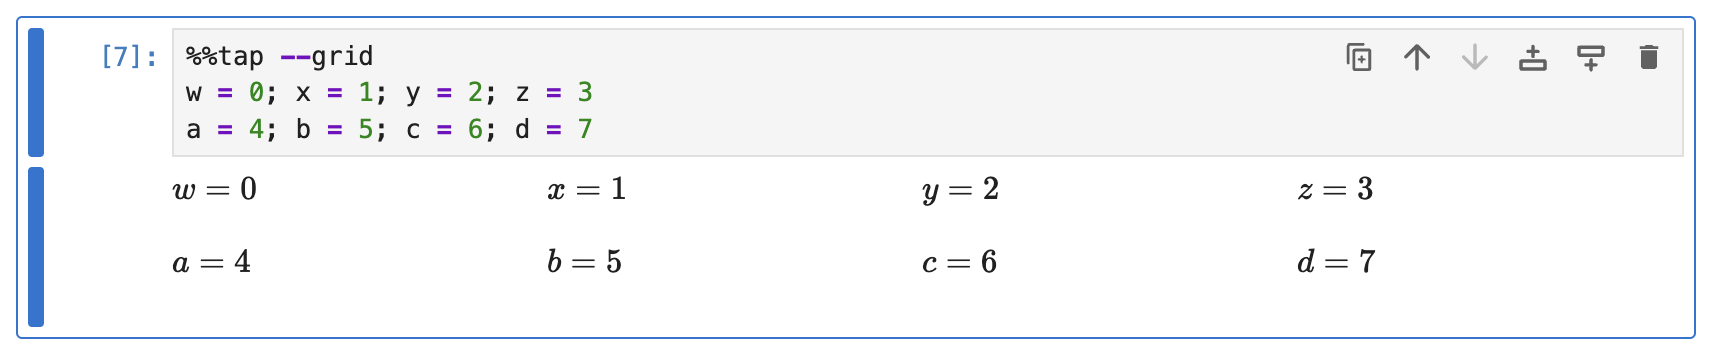 [7]: %%tap --grid
w = 0; x = 1; y = 2; z = 3
a = 4; b = 5; c = 6; d = 7
w = 0 x = 1 y = 2 z = 3
a = 4 b = 5 c = 6 d = 7